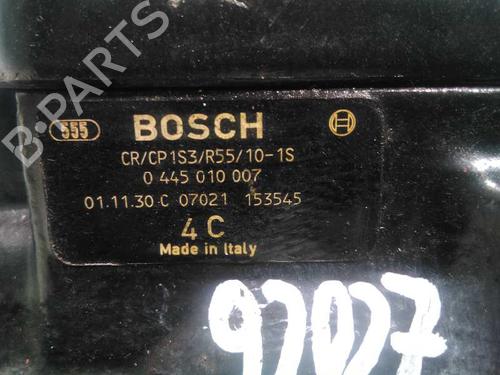 555 BOSCH
CR/CP1S3/R55/10-1S
0 445 010 007
01.11.30 C 07021 153545
4 C
Made in Italy
92027
B-PARTS